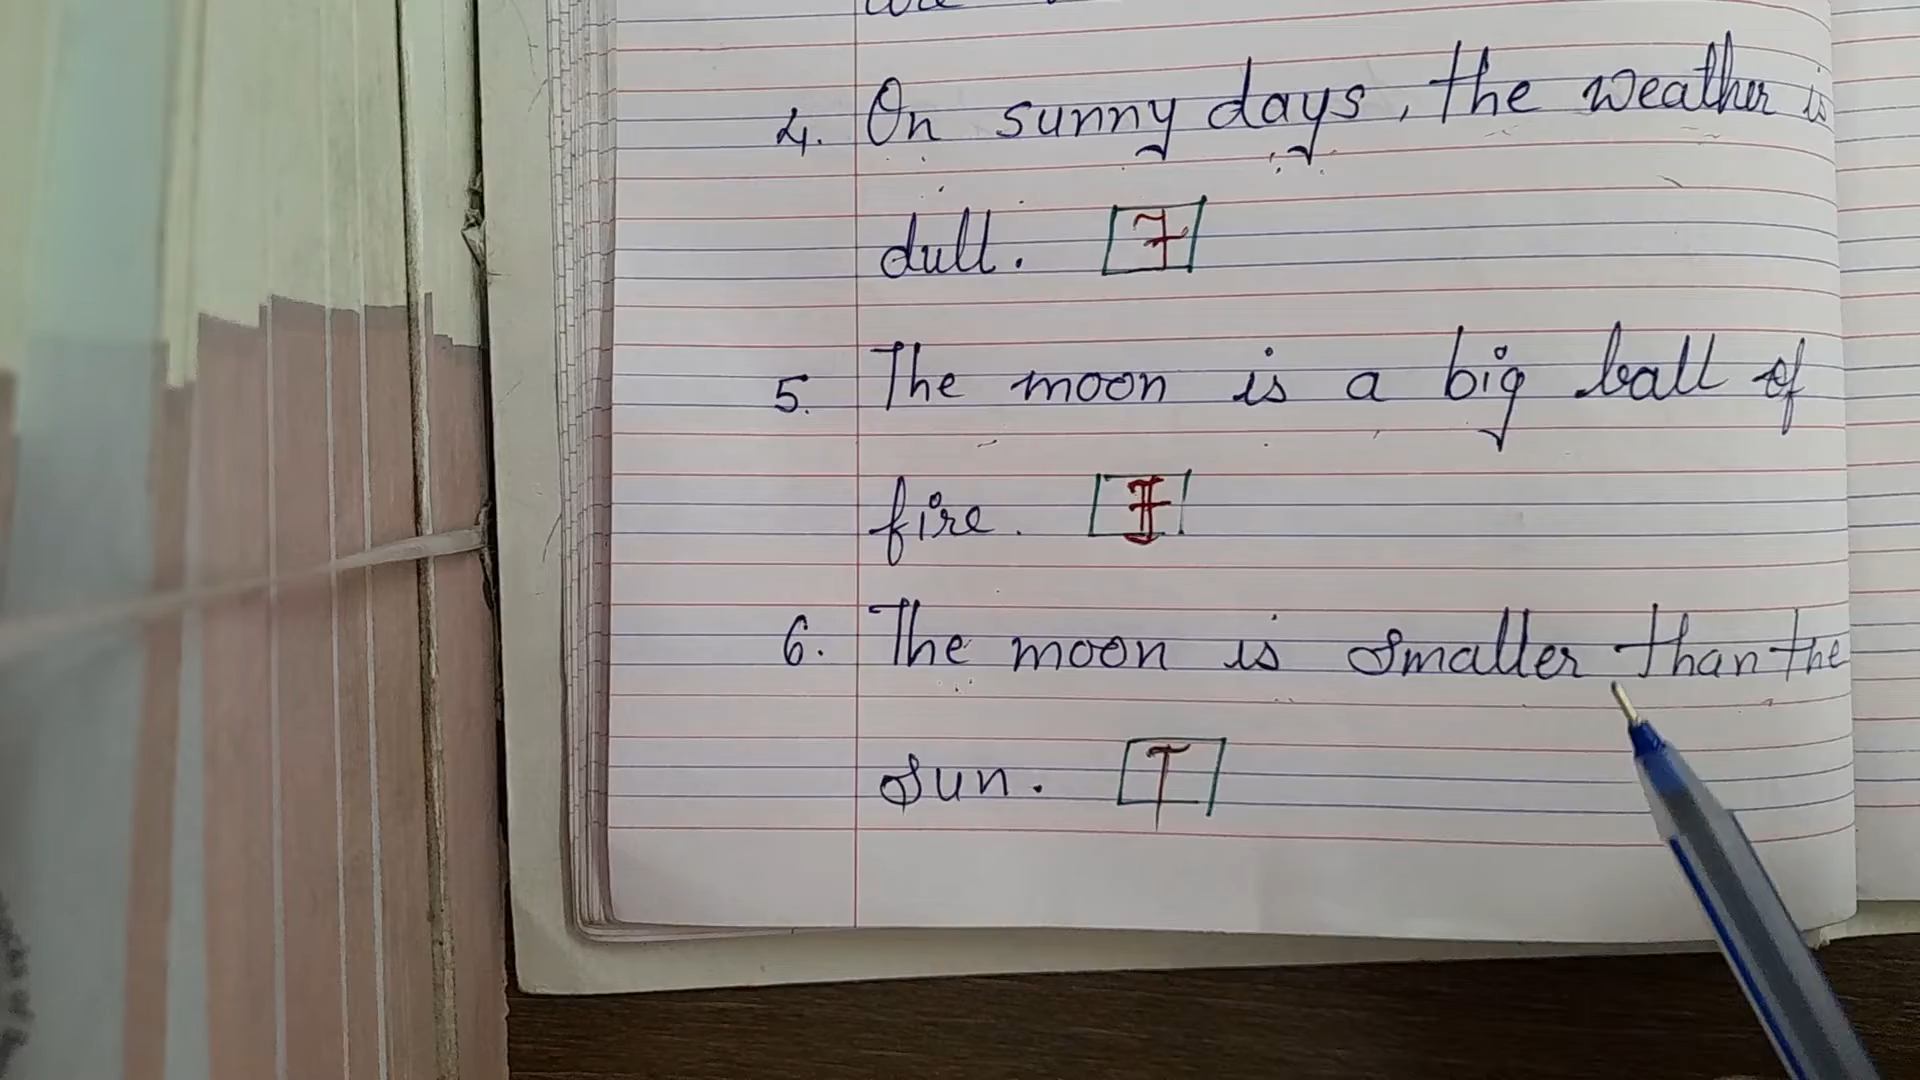 4. On sunny days, the weather is
dull. F
5. The moon is a big ball of
fire. F
6. The moon is smaller than the
sun. T